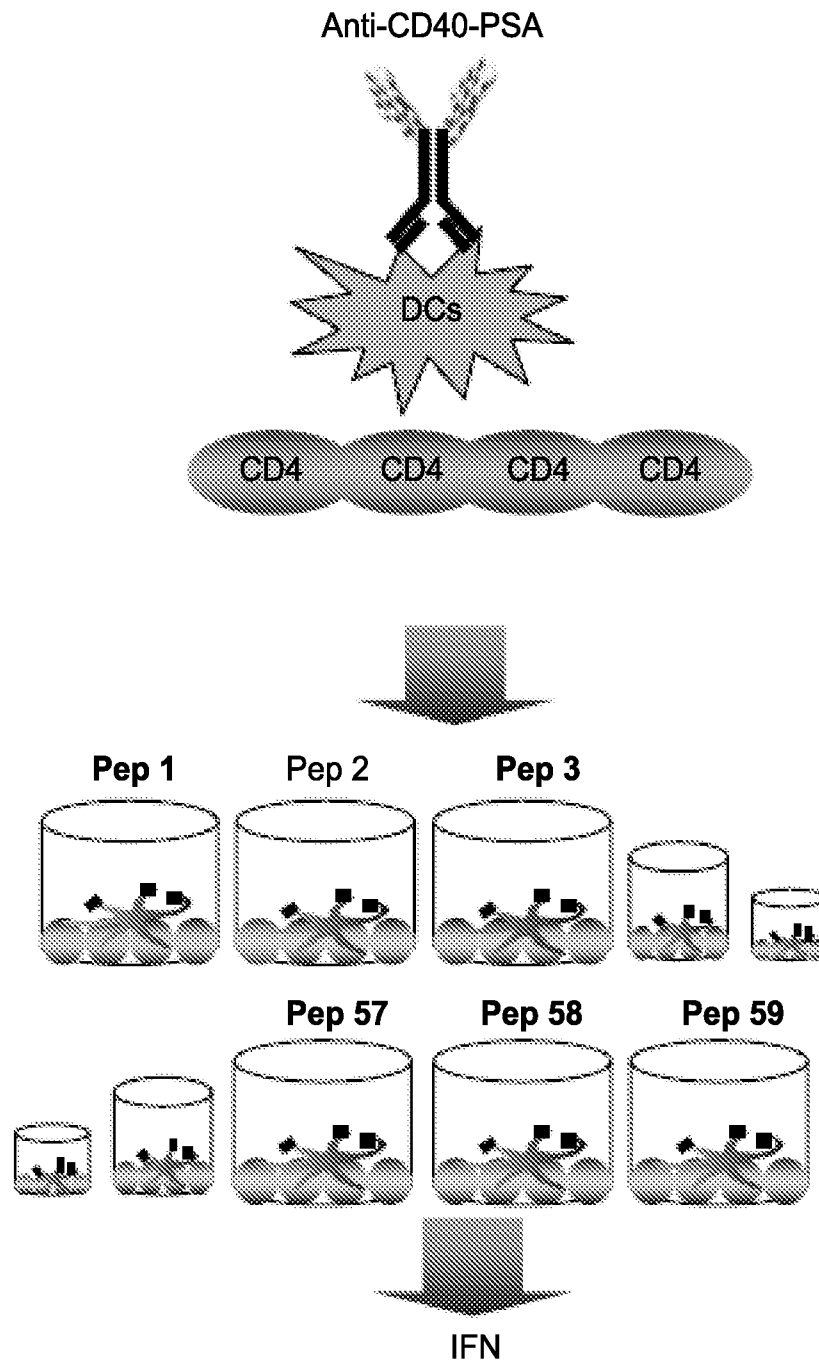 Anti-CD40-PSA
DCs
CD4 CD4 CD4 CD4
Pep 1 Pep 2 Pep 3
Pep 57 Pep 58 Pep 59
IFN